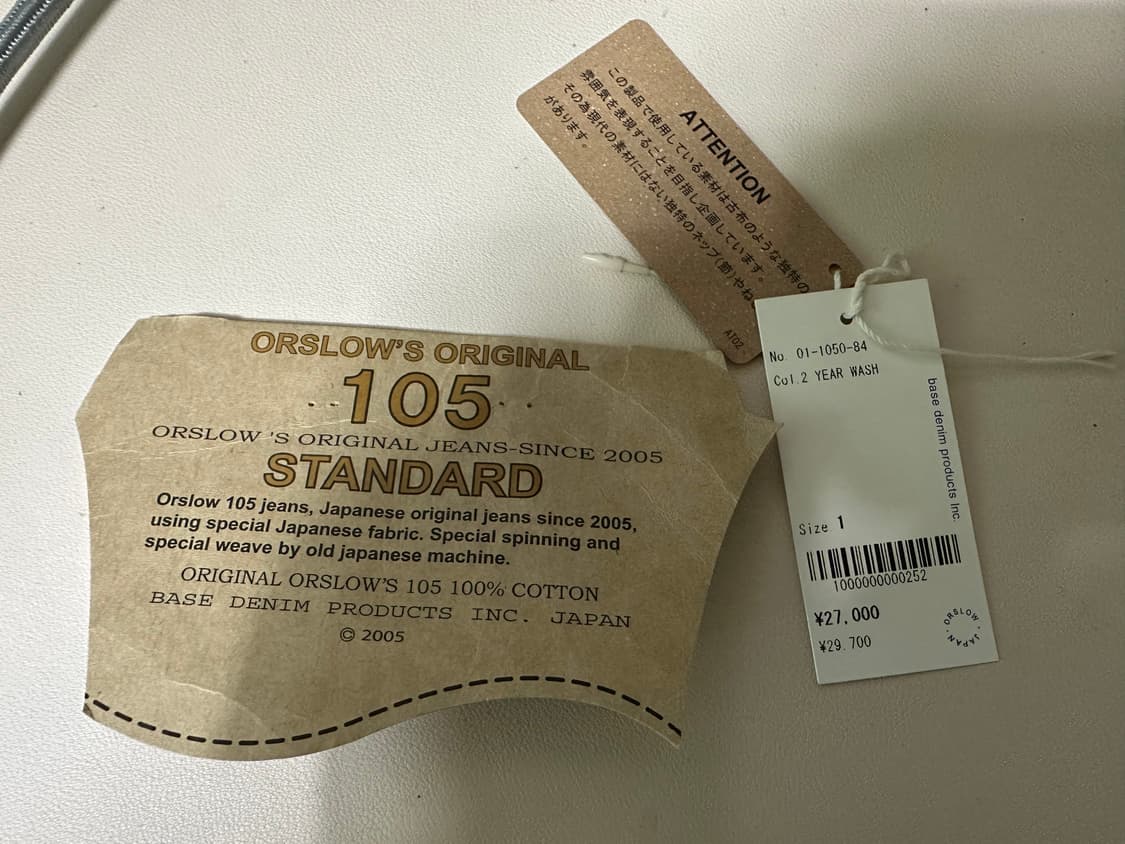 ORSLOW'S ORIGINAL
105
ORSLOW 'S ORIGINAL JEANS-SINCE 2005
STANDARD
Orslow 105 jeans, Japanese original jeans since 2005,
using special Japanese fabric. Special spinning and
special weave by old japanese machine.
ORIGINAL ORSLOW'S 105 100% COTTON
BASE DENIM PRODUCTS INC. JAPAN
© 2005
ATTENTION
この製品で使用している素材は古布のような独特の
雰囲気を表現することを目指し企画しています。
その為現代の素材にはない独特のネップ(節)やね
があります。
AT02
No. 01-1050-84
Col.2 YEAR WASH
base denim products Inc.
Size 1
1000000000252
¥27.000
¥29.700
ORSLOW · JAPAN ·